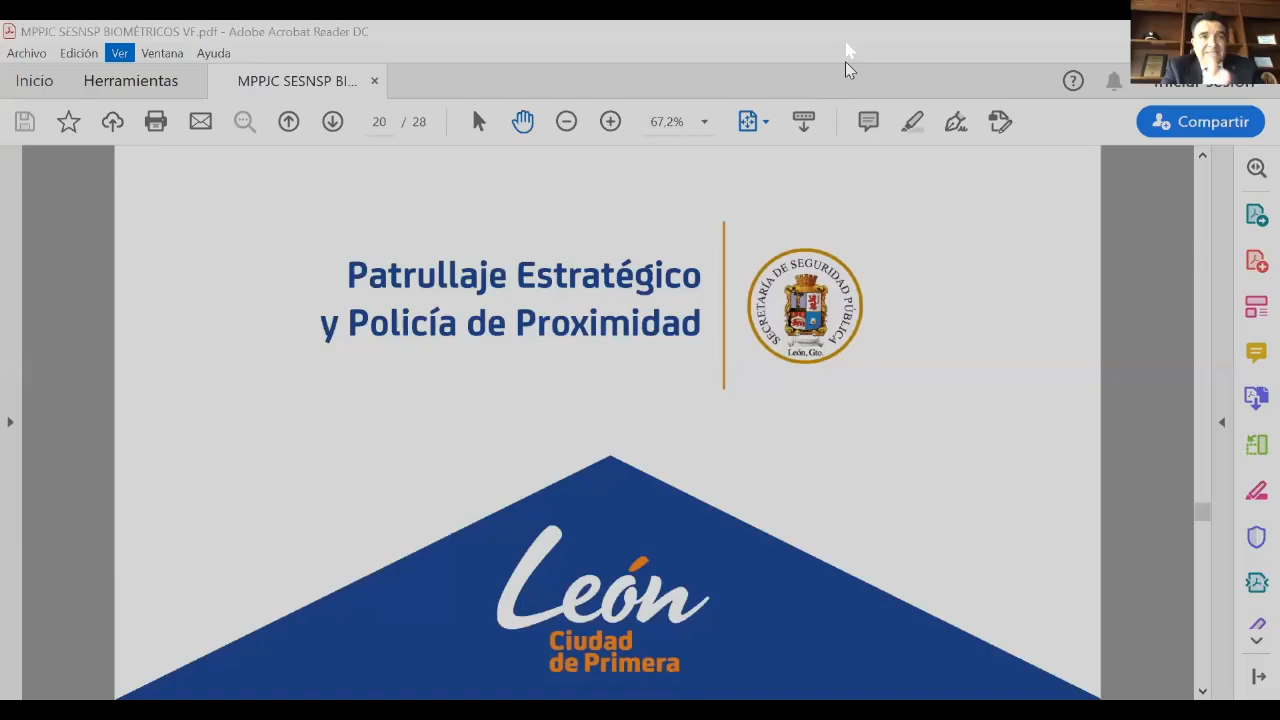 MPPJC SESNSP BIOMÉTRICOS VF.pdf - Adobe Acrobat Reader DC
Archivo Edición Ver Ventana Ayuda
Inicio Herramientas MPPJC SESNSP BI... ×
20 / 28 67,2% Compartir
Patrullaje Estratégico
y Policía de Proximidad
SECRETARÍA DE SEGURIDAD PÚBLICA
León, Gto.
León
Ciudad
de Primera